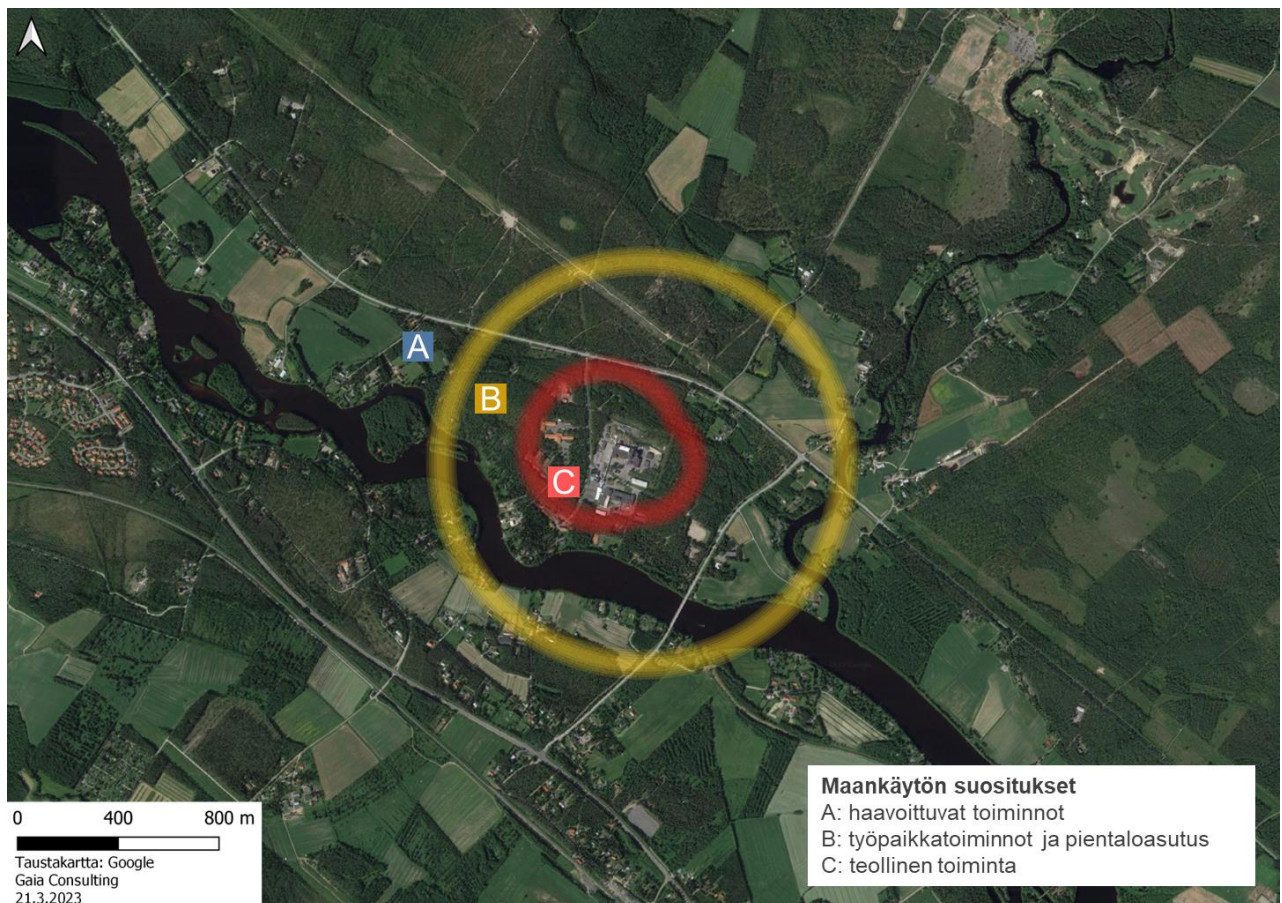 A
B
C
0 400 800 m
Taustakartta: Google
Gaia Consulting
21.3.2023
Maankäytön suositukset
A: haavoittuvat toiminnot
B: työpaikkatoiminnot ja pientaloasutus
C: teollinen toiminta